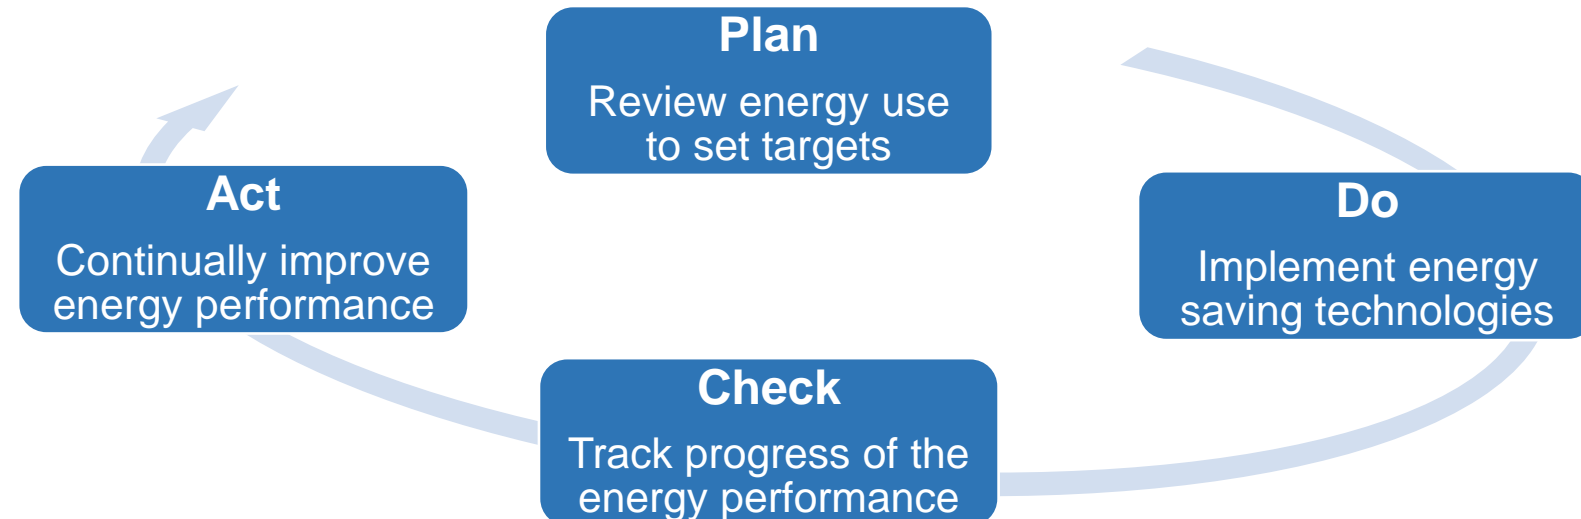 Plan
Review energy use
to set targets
Do
Implement energy
saving technologies
Check
Track progress of the
energy performance
Act
Continually improve
energy performance